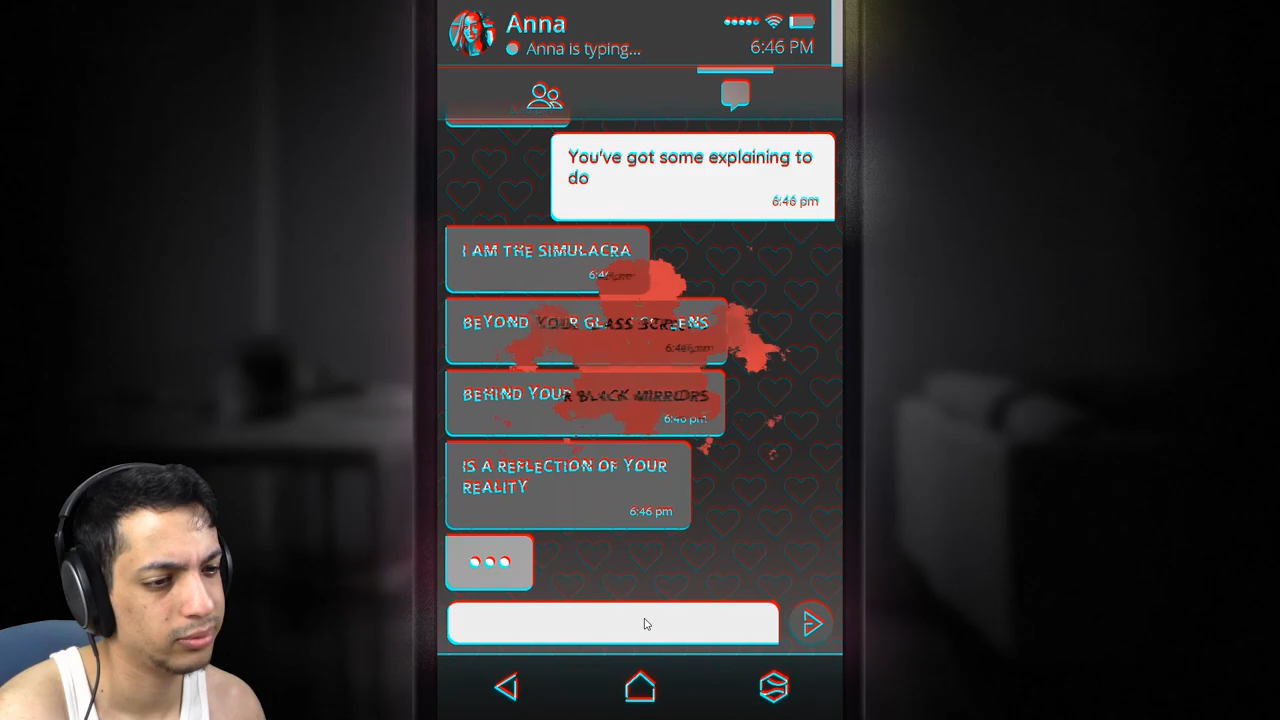 Anna
Anna is typing...
6:46 PM
You've got some explaining to
do
6:46 pm
I AM THE SIMULACRA
BEYOND YOUR GLASS SCREENS
BEHIND YOUR BLACK MIRRORS
6:46 pm
IS A REFLECTION OF YOUR
REALITY
6:46 pm